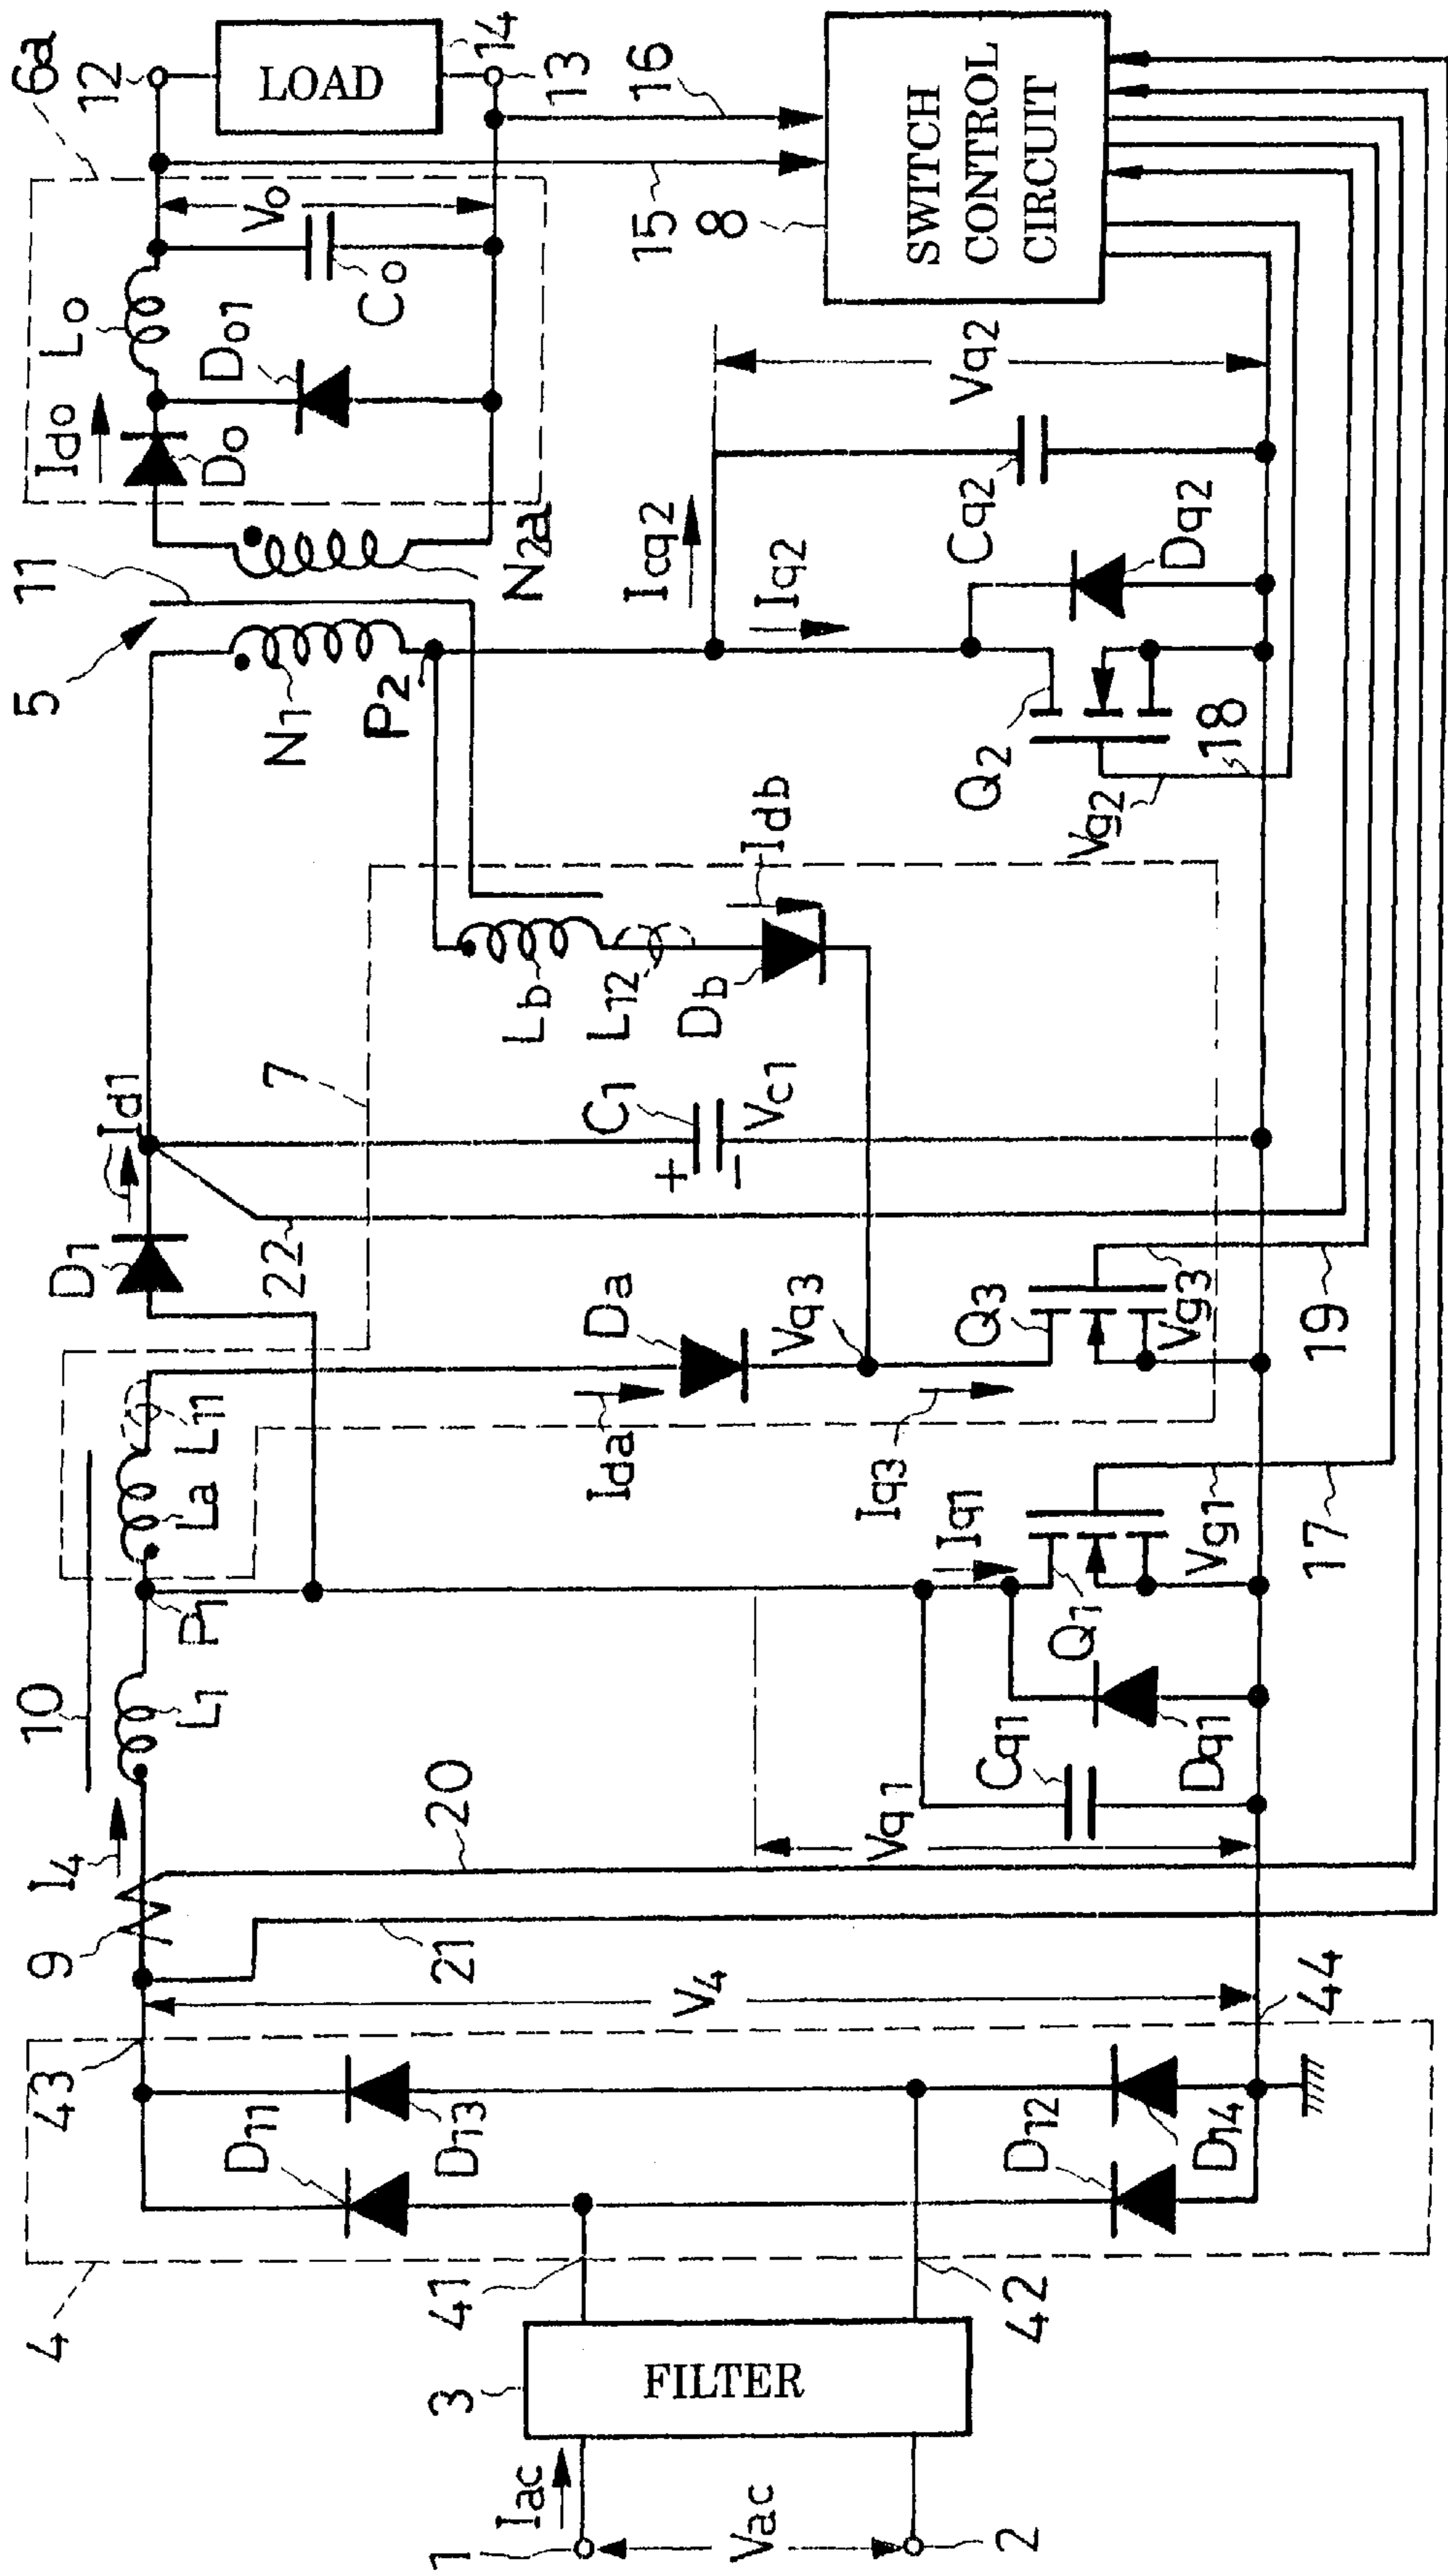 1
2
Vac
Iac
3
FILTER
41
42
4
43
44
D11
D13
D12
D14
V4
9
I4
20
21
10
L1
P1
La
L11
Vq1
Cq1
Dq1
Q1
Iq1
Vg1
17
D1
Id1
22
7
Ida
Da
Vq3
Iq3
Q3
Vg3
19
C1
+
−
Vc1
Lb
L12
Db
Idb
5
11
N1
P2
N2a
Q2
Vg2
18
Icq2
Iq2
Cq2
Dq2
Vq2
6a
Ido
Do
Lo
Do1
Co
Vo
12
13
14
LOAD
15
16
8
SWITCH
CONTROL
CIRCUIT